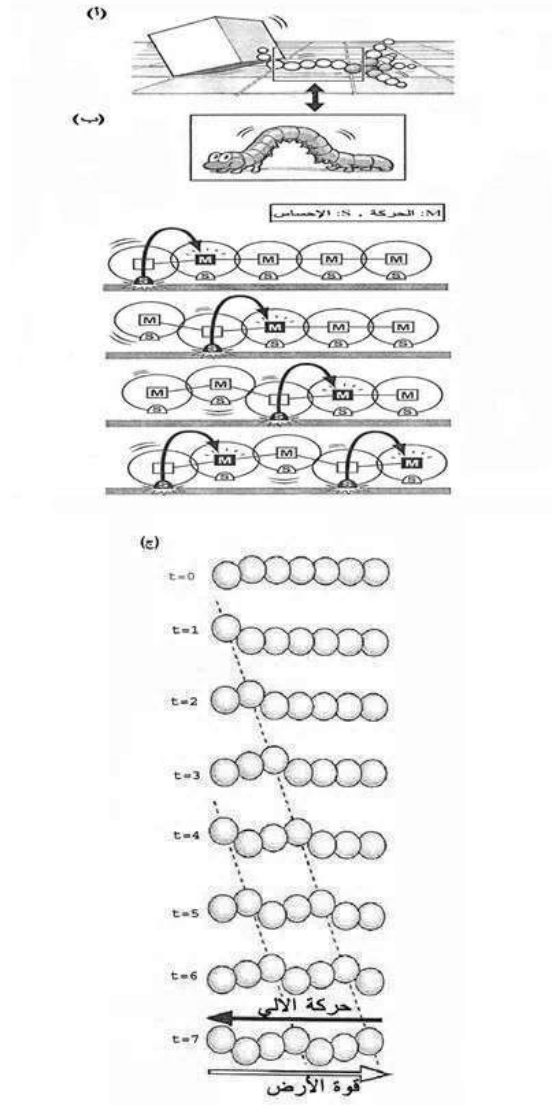 (أ)
(ب)
M: الحركة ، S: الإحساس
M M M M
S S S S S
M M M M
S S S S
M M M M
S S S S S
M M M
S S S S S
(ج)
t=0
t=1
t=2
t=3
t=4
t=5
t=6
حركة الآلي
t=7
قوة الأرض